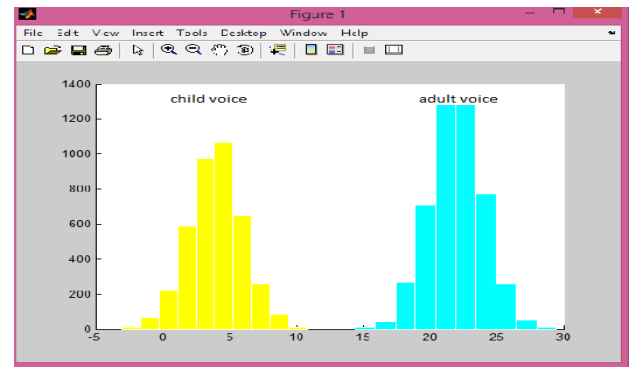 Figure 1
File Edit View Insert Tools Desktop Window Help
child voice adult voice
1400
1200
1000
800
600
400
200
0
-5 0 5 10 15 20 25 30